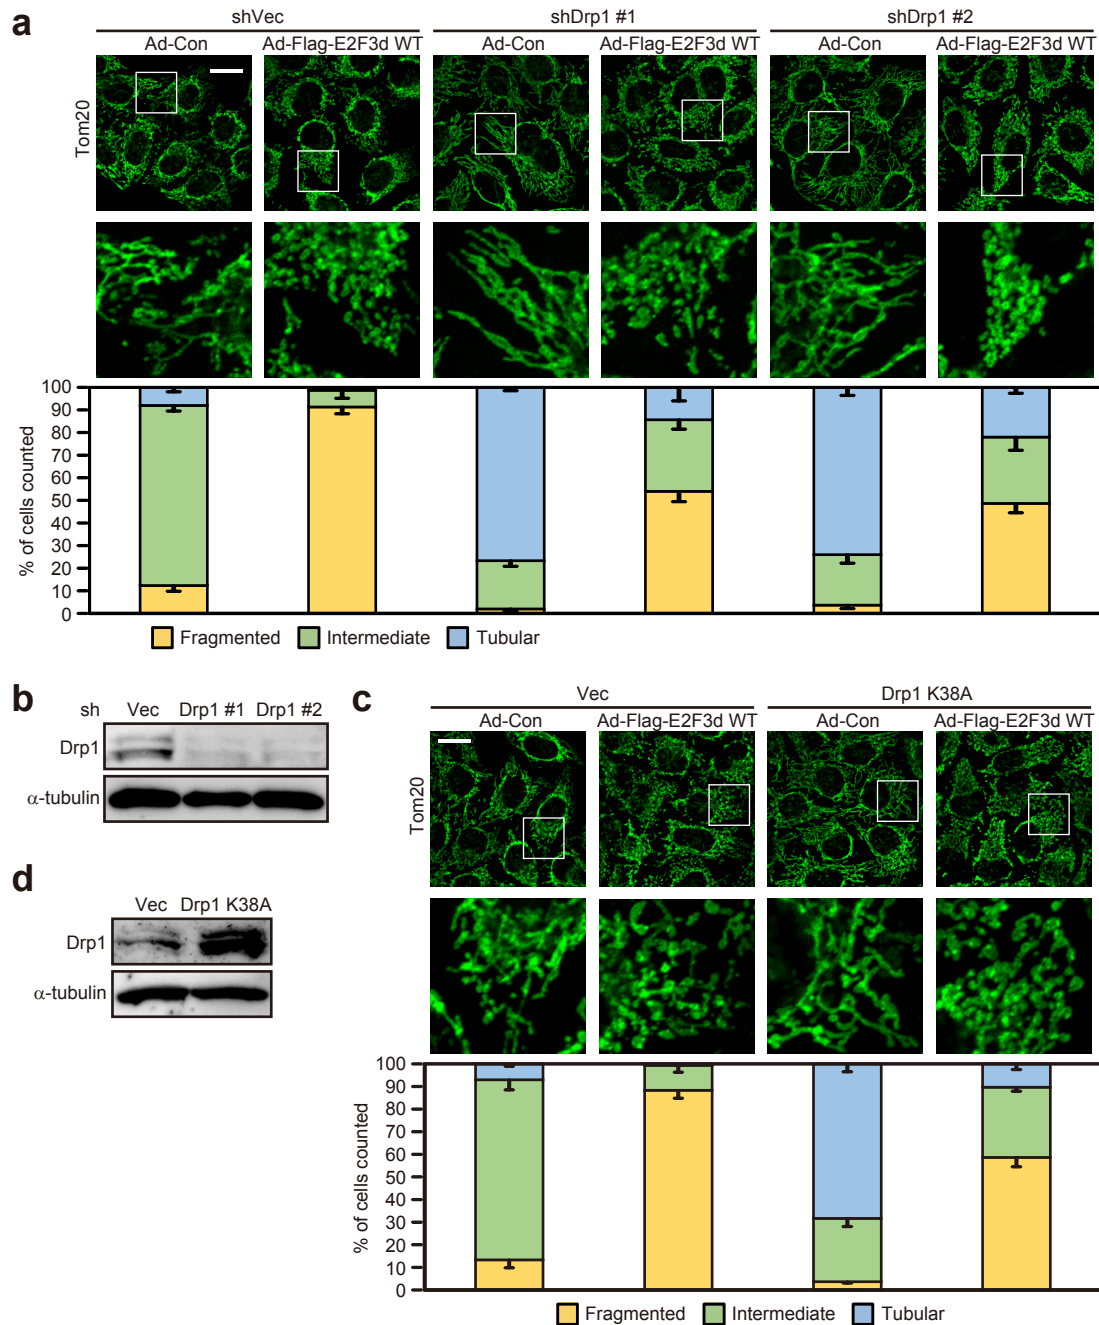 a
shVec shDrp1 #1 shDrp1 #2
Ad-Con Ad-Flag-E2F3d WT Ad-Con Ad-Flag-E2F3d WT Ad-Con Ad-Flag-E2F3d WT
Tom20
% of cells counted
100
90
80
70
60
50
40
30
20
10
0
Fragmented Intermediate Tubular
b
sh Vec Drp1 #1 Drp1 #2
Drp1
α-tubulin
c
Vec Drp1 K38A
Ad-Con Ad-Flag-E2F3d WT Ad-Con Ad-Flag-E2F3d WT
Tom20
% of cells counted
100
90
80
70
60
50
40
30
20
10
0
Fragmented Intermediate Tubular
d
Vec Drp1 K38A
Drp1
α-tubulin